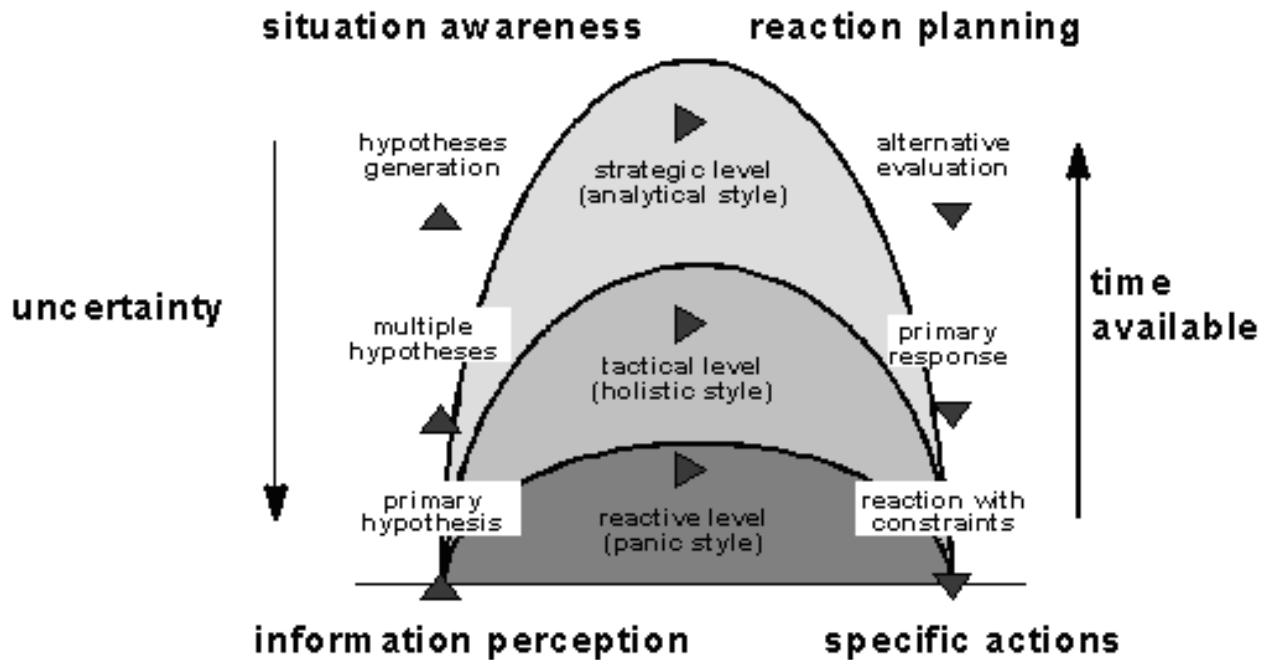 situation awareness
reaction planning
hypotheses
generation
strategic level
(analytical style)
alternative
evaluation
uncertainty
multiple
hypotheses
tactical level
(holistic style)
primary
response
time
available
primary
hypothesis
reactive level
(panic style)
reaction with
constraints
information perception
specific actions